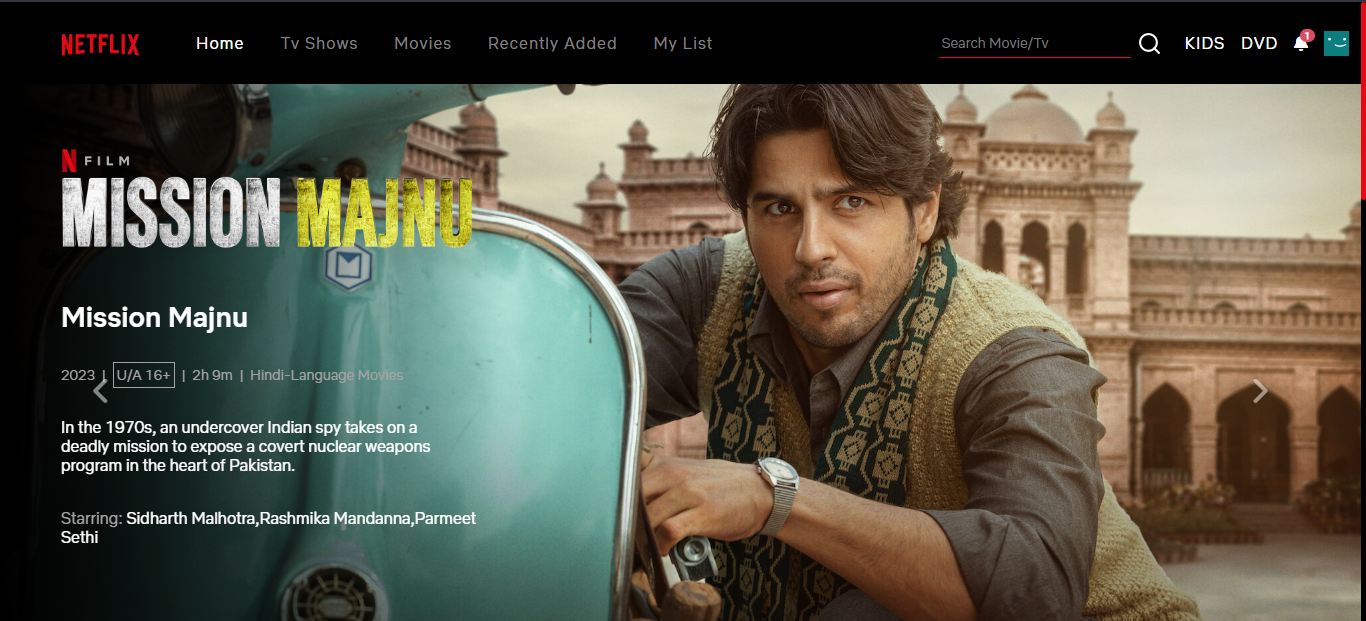 NETFLIX Home Tv Shows Movies Recently Added My List Search Movie/Tv KIDS DVD 1
N FILM
MISSION MAJNU
Mission Majnu
2023 | U/A 16+ | 2h 9m | Hindi-Language Movies
In the 1970s, an undercover Indian spy takes on a
deadly mission to expose a covert nuclear weapons
program in the heart of Pakistan.
Starring: Sidharth Malhotra,Rashmika Mandanna,Parmeet
Sethi